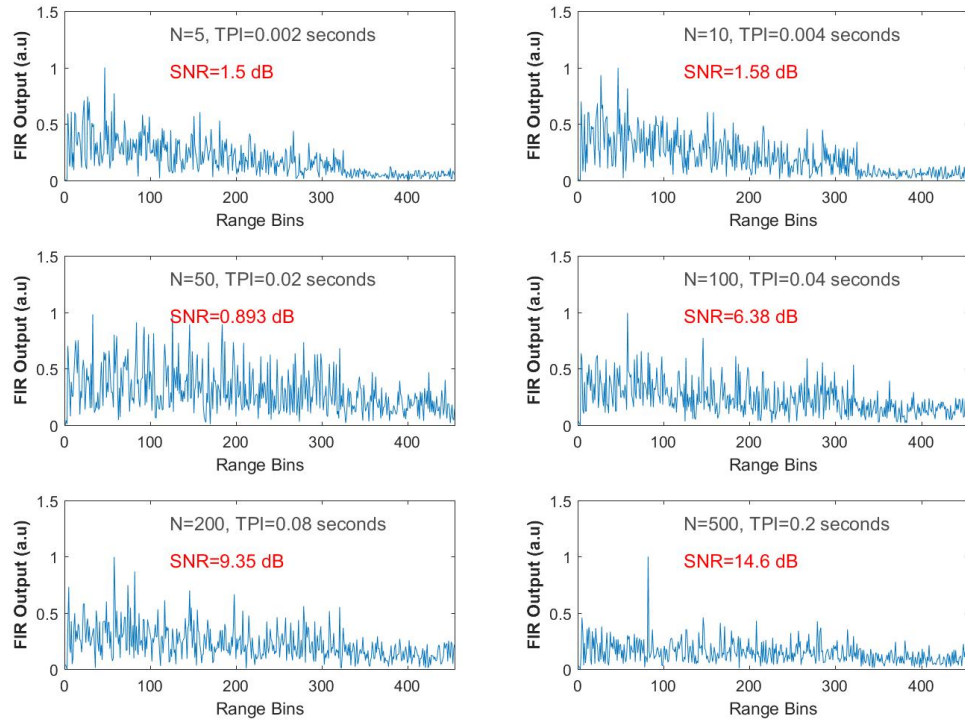 N=5, TPI=0.002 seconds
SNR=1.5 dB
1.5
1
0.5
0
FIR Output (a.u)
0 100 200 300 400
Range Bins
N=10, TPI=0.004 seconds
SNR=1.58 dB
1.5
1
0.5
0
FIR Output (a.u)
0 100 200 300 400
Range Bins
N=50, TPI=0.02 seconds
SNR=0.893 dB
1.5
1
0.5
0
FIR Output (a.u)
0 100 200 300 400
Range Bins
N=100, TPI=0.04 seconds
SNR=6.38 dB
1.5
1
0.5
0
FIR Output (a.u)
0 100 200 300 400
Range Bins
N=200, TPI=0.08 seconds
SNR=9.35 dB
1.5
1
0.5
0
FIR Output (a.u)
0 100 200 300 400
Range Bins
N=500, TPI=0.2 seconds
SNR=14.6 dB
1.5
1
0.5
0
FIR Output (a.u)
0 100 200 300 400
Range Bins